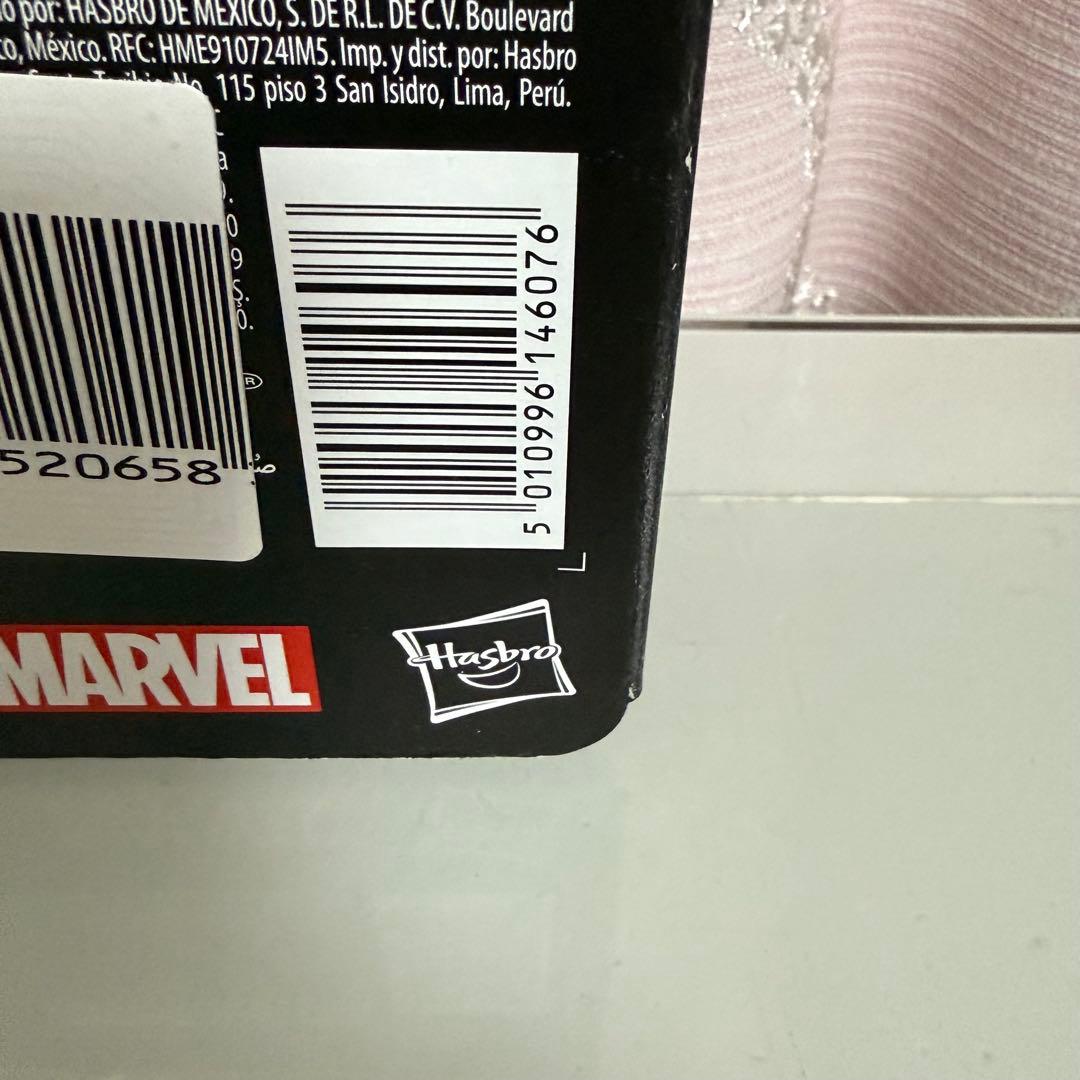 por: HASBRO DE MÉXICO, S. DE R.L. DE C.V. Boulevard
México. RFC: HME910724IM5. Imp. y dist. por: Hasbro
115 piso 3 San Isidro, Lima, Perú.
520658
5 010996 146076
MARVEL
Hasbro